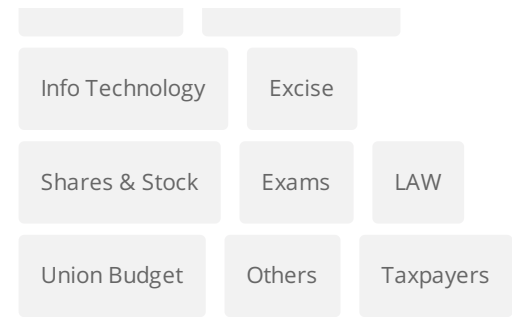 Info Technology Excise
Shares & Stock Exams LAW
Union Budget Others Taxpayers